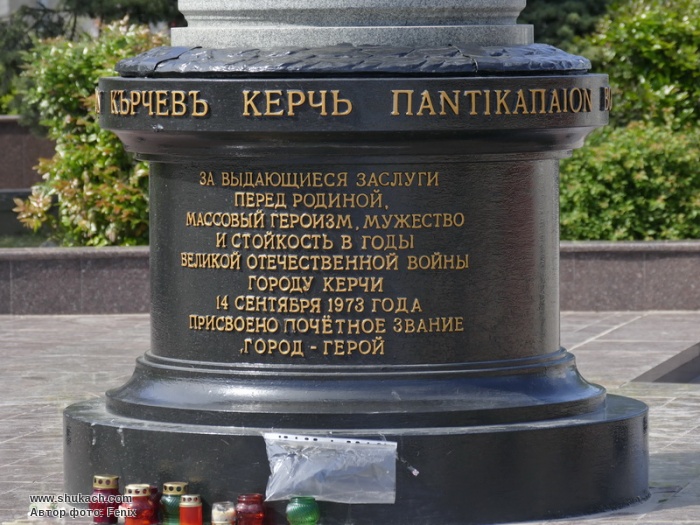 КЪРЧЕВЪ КЕРЧЬ ΠΑΝΤΙΚΑΠΑΙΟΝ
ЗА ВЫДАЮЩИЕСЯ ЗАСЛУГИ
ПЕРЕД РОДИНОЙ,
МАССОВЫЙ ГЕРОИЗМ, МУЖЕСТВО
И СТОЙКОСТЬ В ГОДЫ
ВЕЛИКОЙ ОТЕЧЕСТВЕННОЙ ВОЙНЫ
ГОРОДУ КЕРЧИ
14 СЕНТЯБРЯ 1973 ГОДА
ПРИСВОЕНО ПОЧЁТНОЕ ЗВАНИЕ
„ГОРОД - ГЕРОЙ
www.shukach.com
Автор фото: Fenix